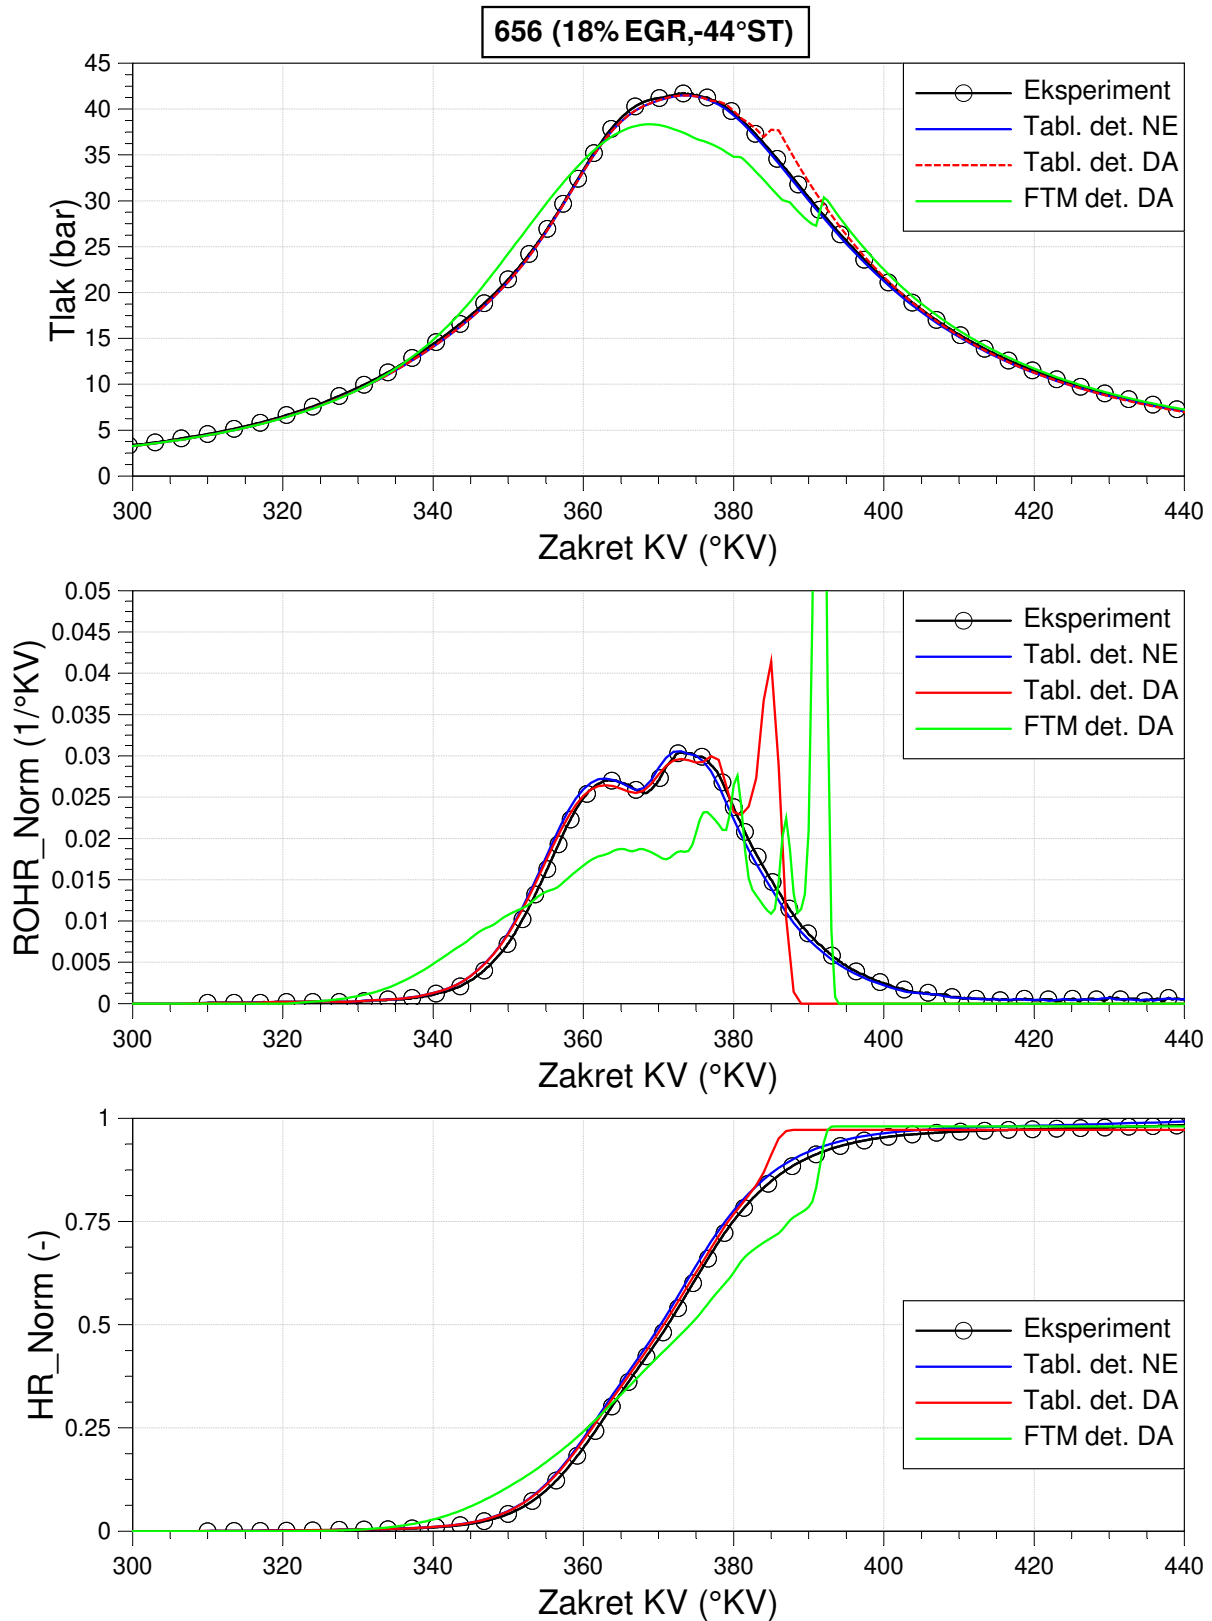 656 (18% EGR,-44°ST)
45
40
35
30
25
20
15
10
5
0
Tlak (bar)
Eksperiment
Tabl. det. NE
Tabl. det. DA
FTM det. DA
300 320 340 360 380 400 420 440
Zakret KV (°KV)
0.05
0.045
0.04
0.035
0.03
0.025
0.02
0.015
0.01
0.005
0
ROHR_Norm (1/°KV)
Eksperiment
Tabl. det. NE
Tabl. det. DA
FTM det. DA
300 320 340 360 380 400 420 440
Zakret KV (°KV)
1
0.75
0.5
0.25
0
HR_Norm (-)
Eksperiment
Tabl. det. NE
Tabl. det. DA
FTM det. DA
300 320 340 360 380 400 420 440
Zakret KV (°KV)